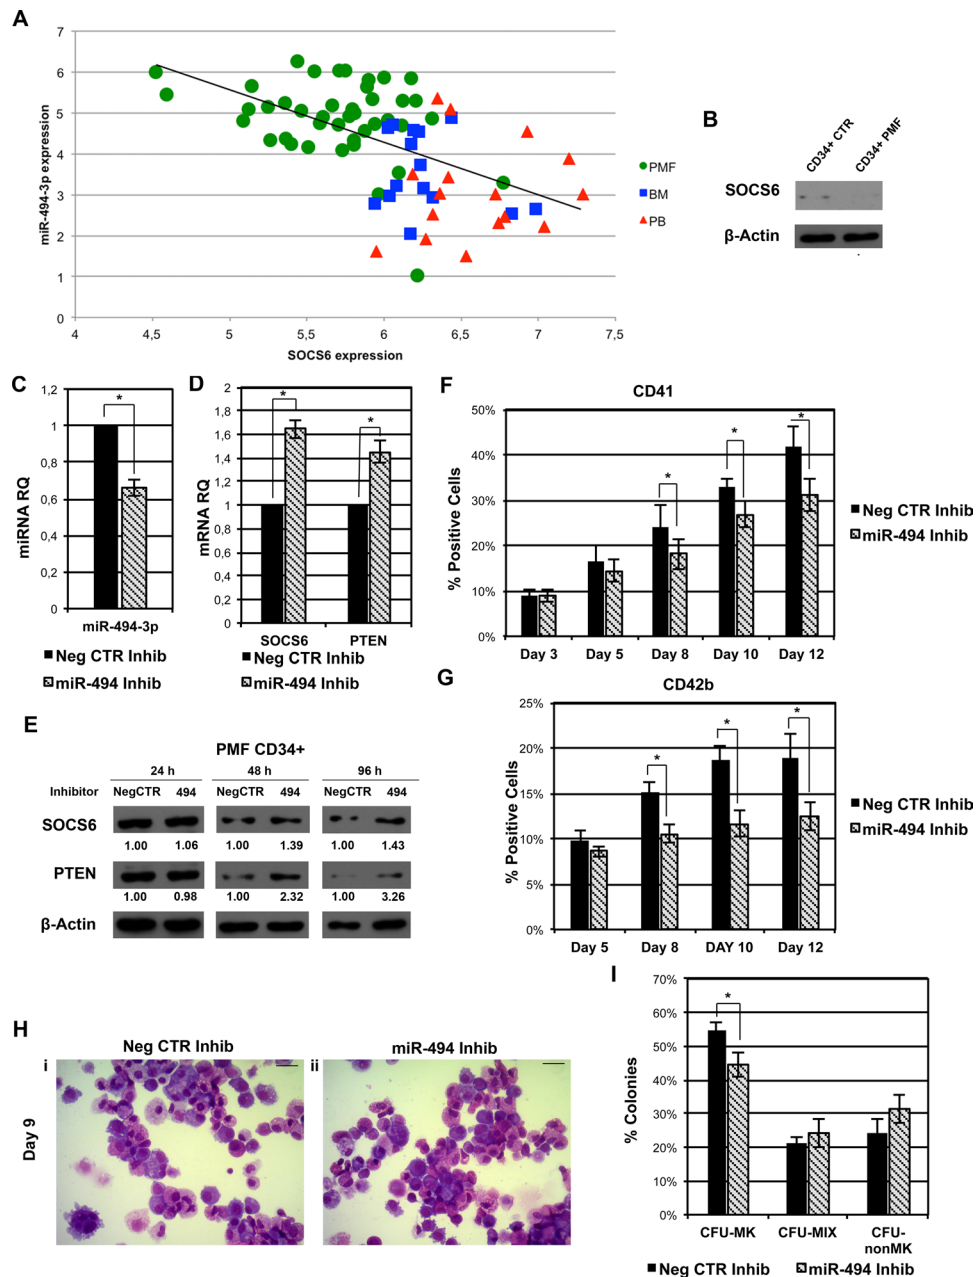 A
7
6
5
4
3
2
1
0
miR-494-3p expression
4
4,5
5
5,5
6
6,5
7
7,5
SOCS6 expression
PMF
BM
PB
B
CD34+ CTR
CD34+ PMF
SOCS6
β-Actin
C
1,2
1
0,8
0,6
0,4
0,2
0
miRNA RQ
*
miR-494-3p
Neg CTR Inhib
miR-494 Inhib
D
2
1,8
1,6
1,4
1,2
1
0,8
0,6
0,4
0,2
0
mRNA RQ
*
*
SOCS6
PTEN
Neg CTR Inhib
miR-494 Inhib
E
PMF CD34+
24 h
48 h
96 h
Inhibitor
NegCTR 494
NegCTR 494
NegCTR 494
SOCS6
1.00 1.06
1.00 1.39
1.00 1.43
PTEN
1.00 0.98
1.00 2.32
1.00 3.26
β-Actin
F
CD41
50%
40%
30%
20%
10%
0%
% Positive Cells
*
*
*
Day 3
Day 5
Day 8
Day 10
Day 12
Neg CTR Inhib
miR-494 Inhib
G
CD42b
25%
20%
15%
10%
5%
0%
% Positive Cells
*
*
*
Day 5
Day 8
DAY 10
Day 12
Neg CTR Inhib
miR-494 Inhib
H
Neg CTR Inhib
miR-494 Inhib
i
ii
Day 9
I
70%
60%
50%
40%
30%
20%
10%
0%
% Colonies
*
CFU-MK
CFU-MIX
CFU-
nonMK
Neg CTR Inhib
miR-494 Inhib